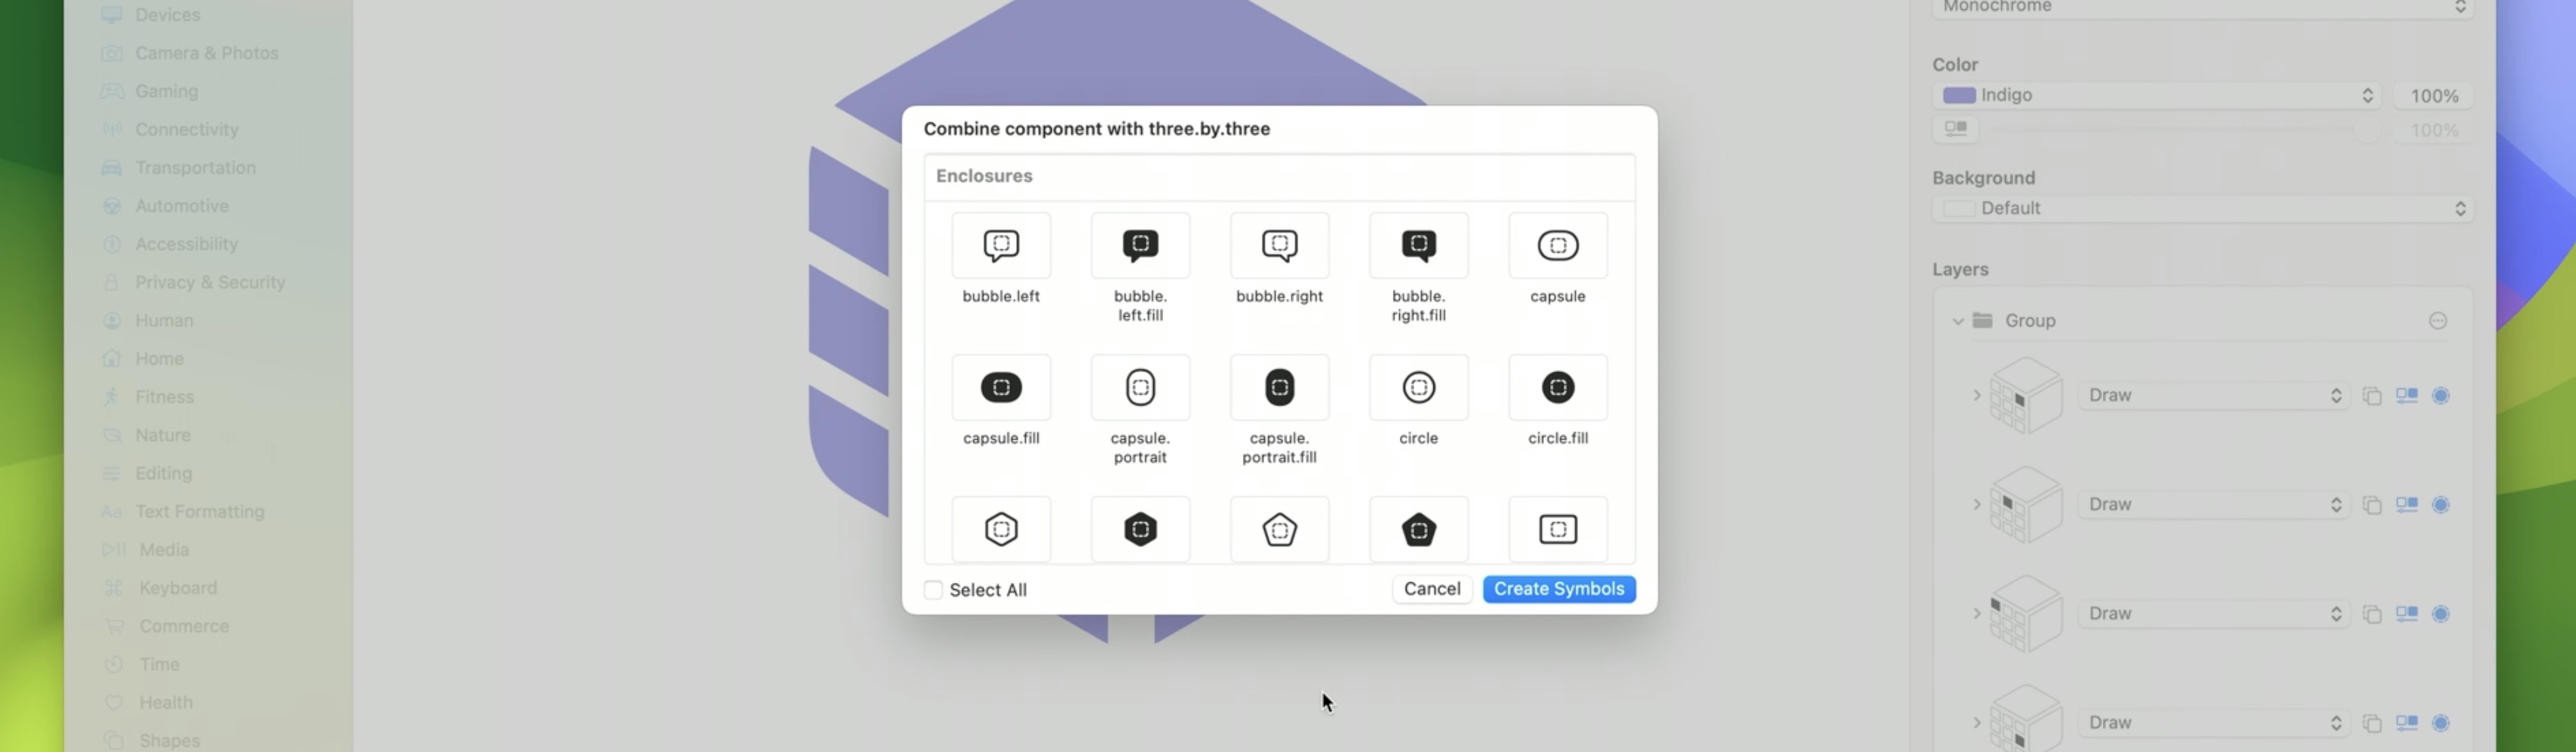 Devices
Camera & Photos
Gaming
Connectivity
Transportation
Automotive
Accessibility
Privacy & Security
Human
Home
Fitness
Nature
Editing
Aa Text Formatting
Media
Keyboard
Commerce
Time
Health
Shapes
Combine component with three.by.three
Enclosures
bubble.left
bubble.
left.fill
bubble.right
bubble.
right.fill
capsule
capsule.fill
capsule.
portrait
capsule.
portrait.fill
circle
circle.fill
Select All
Cancel
Create Symbols
Monochrome
Color
Indigo 100%
100%
Background
Default
Layers
Group
Draw
Draw
Draw
Draw